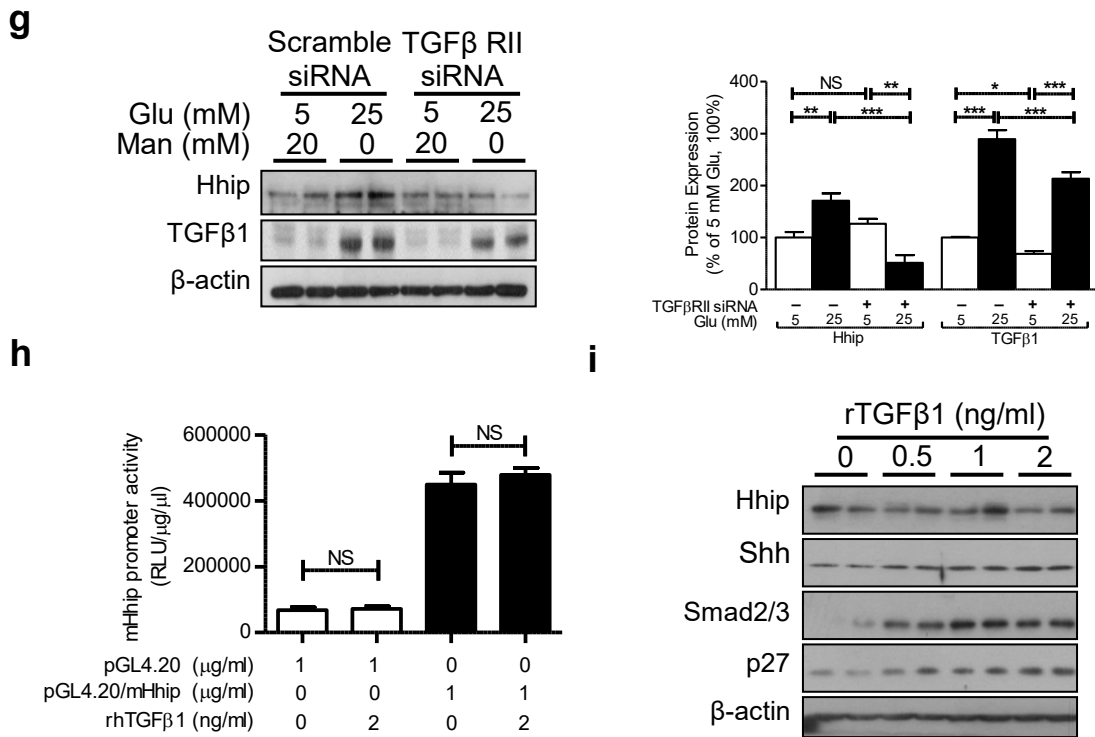 g
Scramble TGFβ RII
siRNA siRNA
Glu (mM) 5 25 5 25
Man (mM) 20 0 20 0
Hhip
TGFβ1
β-actin
Protein Expression
(% of 5 mM Glu, 100%)
400
300
200
100
0
NS ** * ***
** *** *** ***
TGFβRII siRNA – – + + – – + +
Glu (mM) 5 25 5 25 5 25 5 25
Hhip TGFβ1
h
mHhip promoter activity
(RLU/μg/μl)
600000
400000
200000
0
NS
NS
pGL4.20 (μg/ml) 1 1 0 0
pGL4.20/mHhip (μg/ml) 0 0 1 1
rhTGFβ1 (ng/ml) 0 2 0 2
i
rTGFβ1 (ng/ml)
0 0.5 1 2
Hhip
Shh
Smad2/3
p27
β-actin